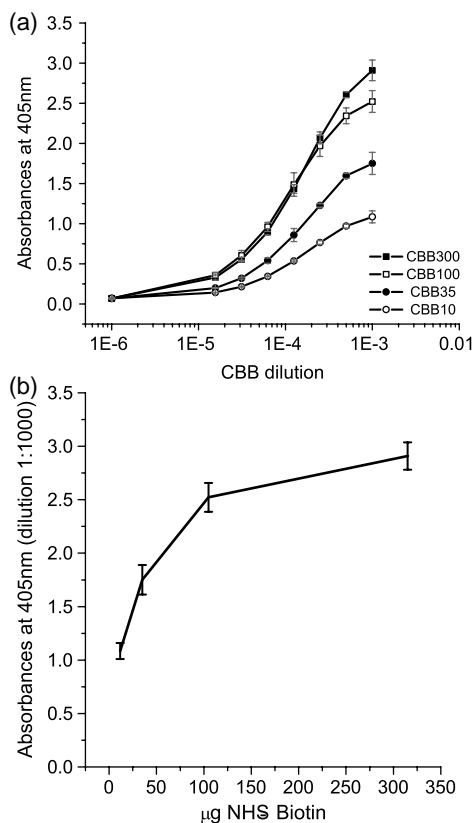 (a)
Absorbances at 405nm
3.5
3.0
2.5
2.0
1.5
1.0
0.5
0.0
CBB300
CBB100
CBB35
CBB10
1E-6
1E-5
1E-4
1E-3
0.01
CBB dilution
(b)
Absorbances at 405nm (dilution 1:1000)
3.5
3.0
2.5
2.0
1.5
1.0
0.5
0.0
0
50
100
150
200
250
300
350
µg NHS Biotin